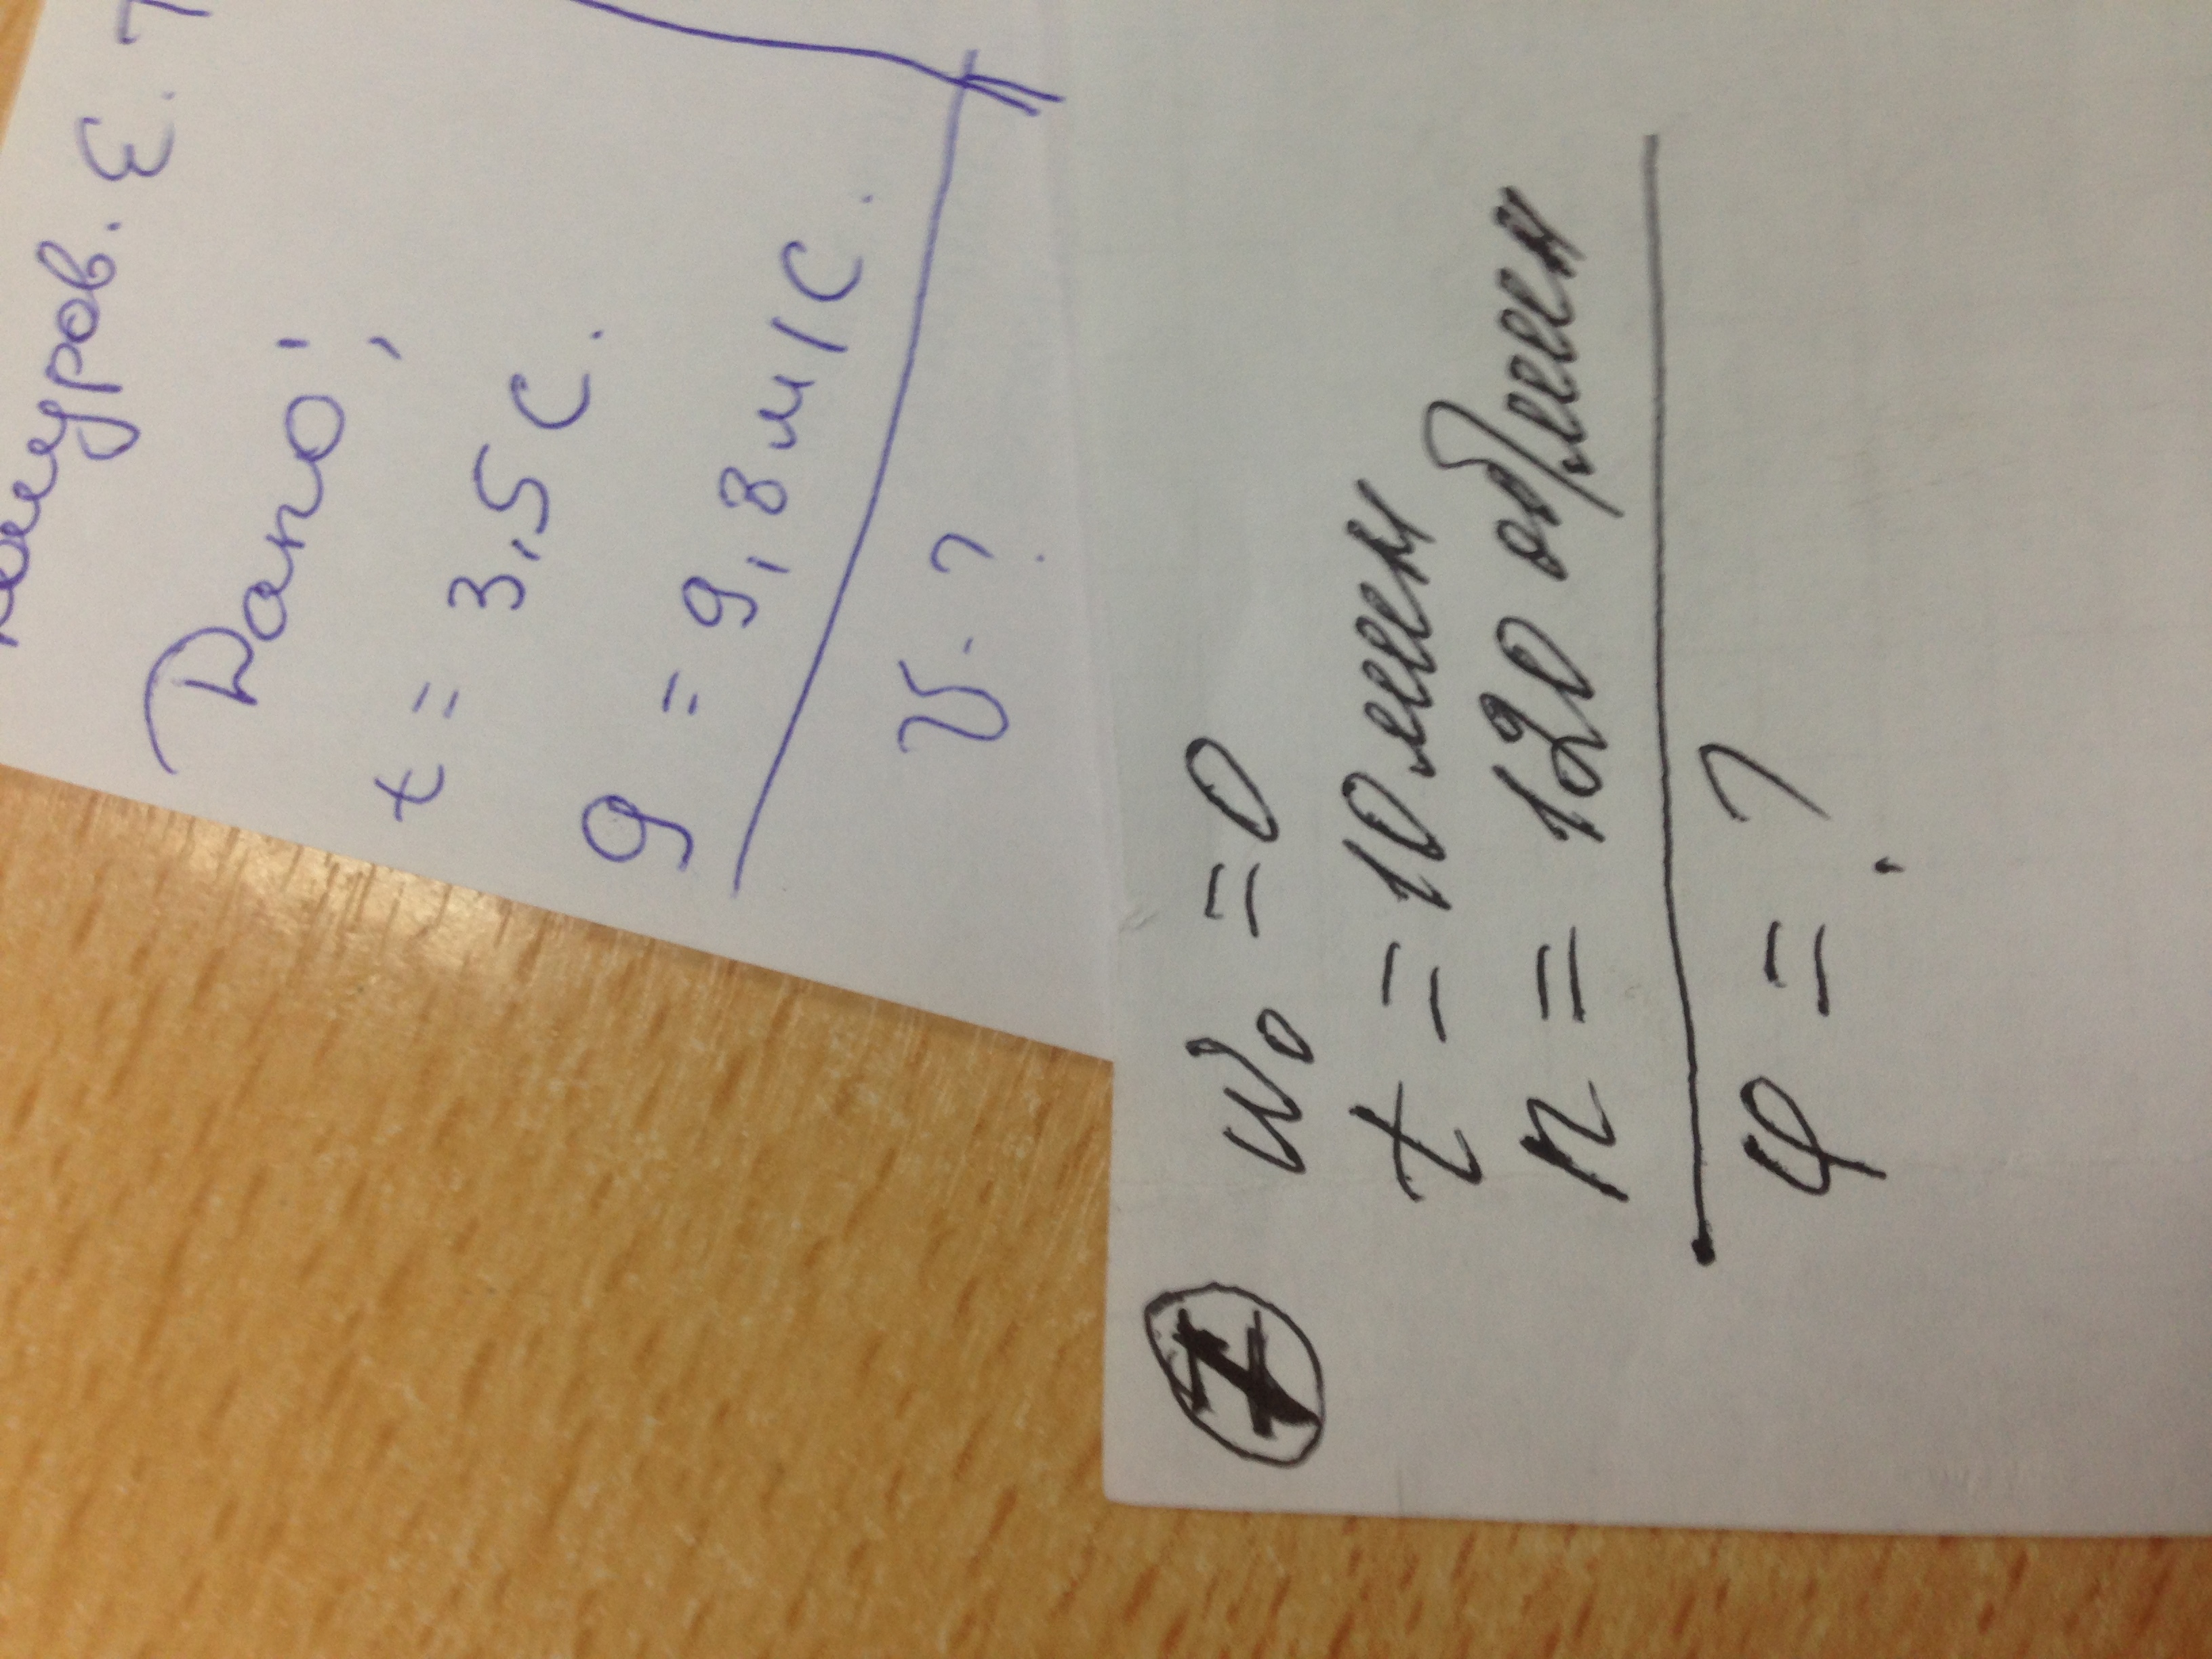 Е.
Дано:
t = 3,5 С.
g = 9,8 м/с.
V - ?
7
ω₀ = 0
t = 10 мин
n = 120 об/мин
φ = ?